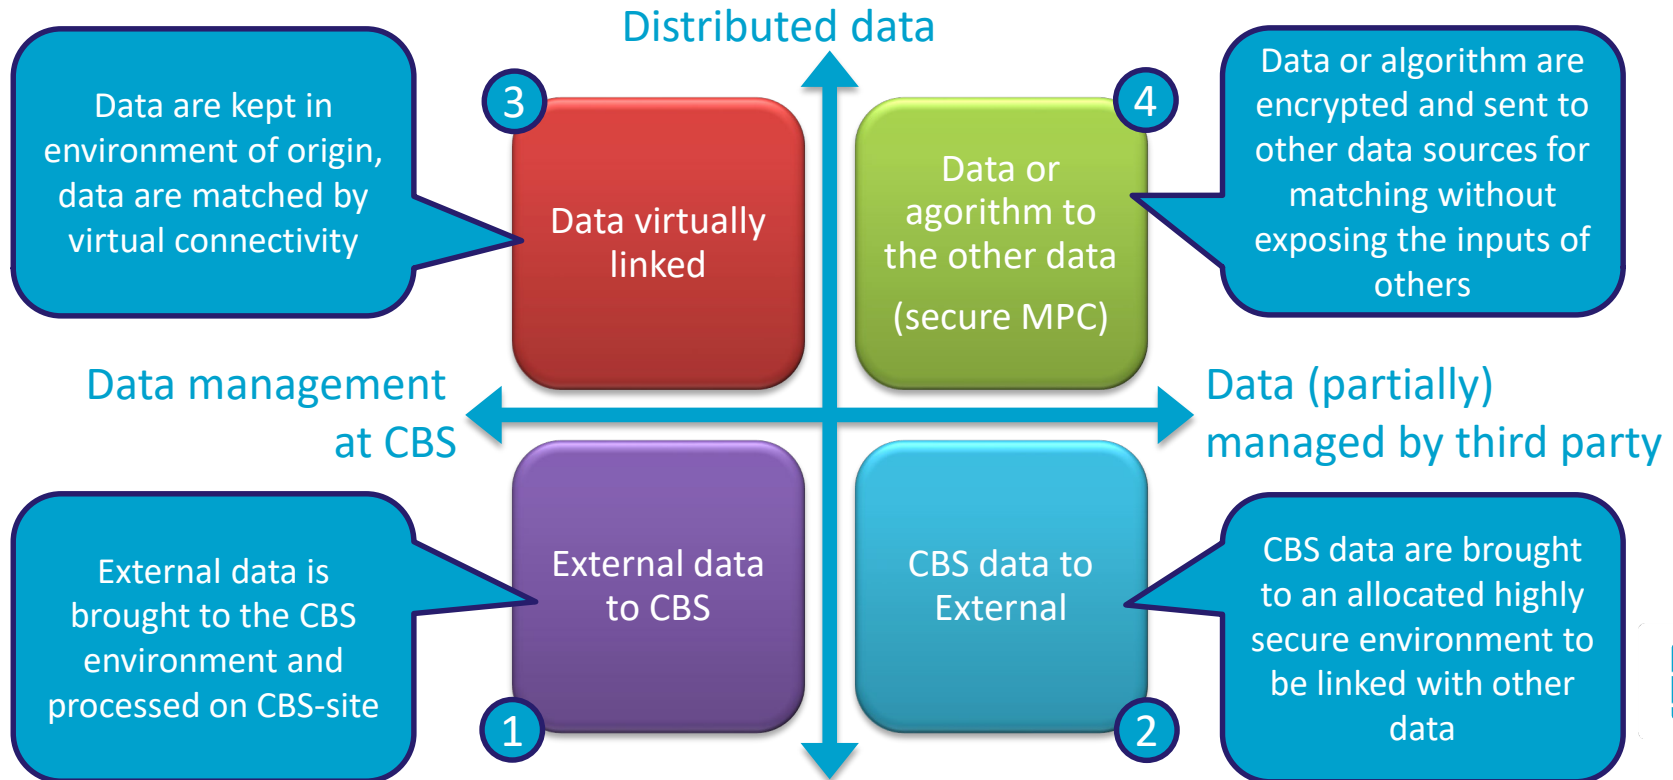 Distributed data
Data are kept in
environment of origin,
data are matched by
virtual connectivity
3
Data virtually
linked
4
Data or
agorithm to
the other data
(secure MPC)
Data or algorithm are
encrypted and sent to
other data sources for
matching without
exposing the inputs of
others
Data management
at CBS
Data (partially)
managed by third party
External data is
brought to the CBS
environment and
processed on CBS-site
1
External data
to CBS
CBS data to
External
2
CBS data are brought
to an allocated highly
secure environment to
be linked with other
data